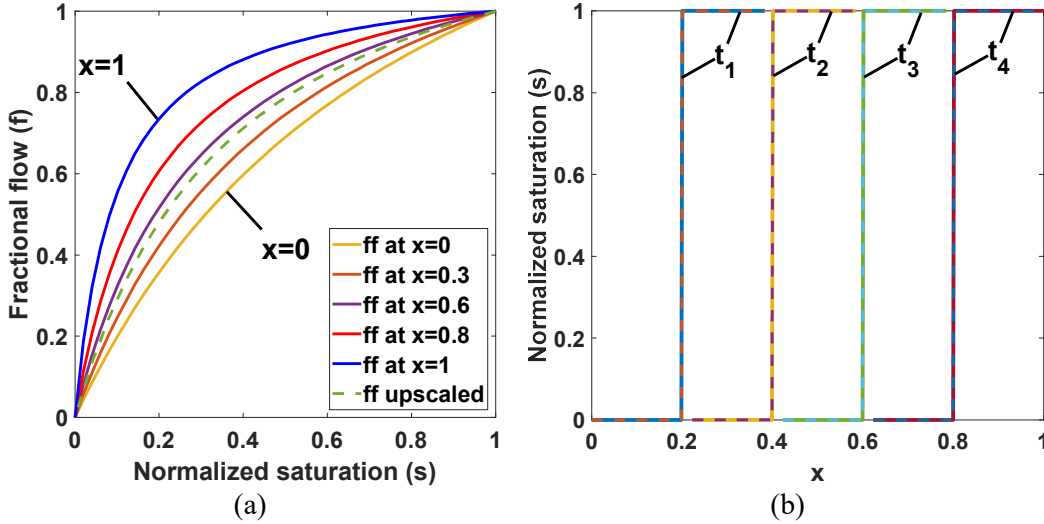 1
0.8
0.6
0.4
0.2
0
Fractional flow (f)
x=1
x=0
ff at x=0
ff at x=0.3
ff at x=0.6
ff at x=0.8
ff at x=1
ff upscaled
0 0.2 0.4 0.6 0.8 1
Normalized saturation (s)
(a)
1
0.8
0.6
0.4
0.2
0
Normalized saturation (s)
t1 t2 t3 t4
0 0.2 0.4 0.6 0.8 1
x
(b)